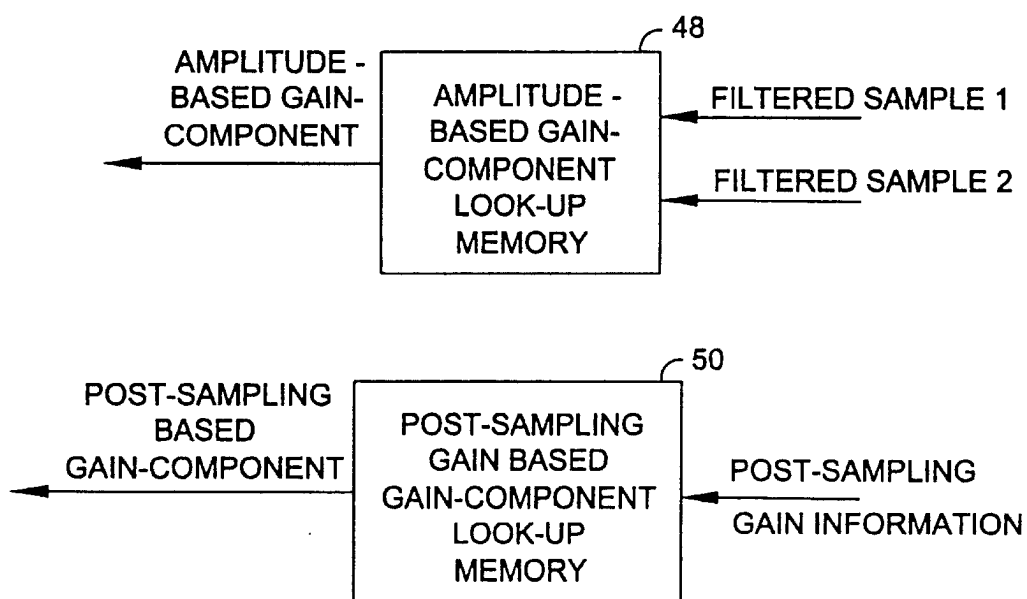 48
AMPLITUDE -
BASED GAIN-
COMPONENT
AMPLITUDE -
BASED GAIN-
COMPONENT
LOOK-UP
MEMORY
FILTERED SAMPLE 1
FILTERED SAMPLE 2
50
POST-SAMPLING
BASED
GAIN-COMPONENT
POST-SAMPLING
GAIN BASED
GAIN-COMPONENT
LOOK-UP
MEMORY
POST-SAMPLING
GAIN INFORMATION